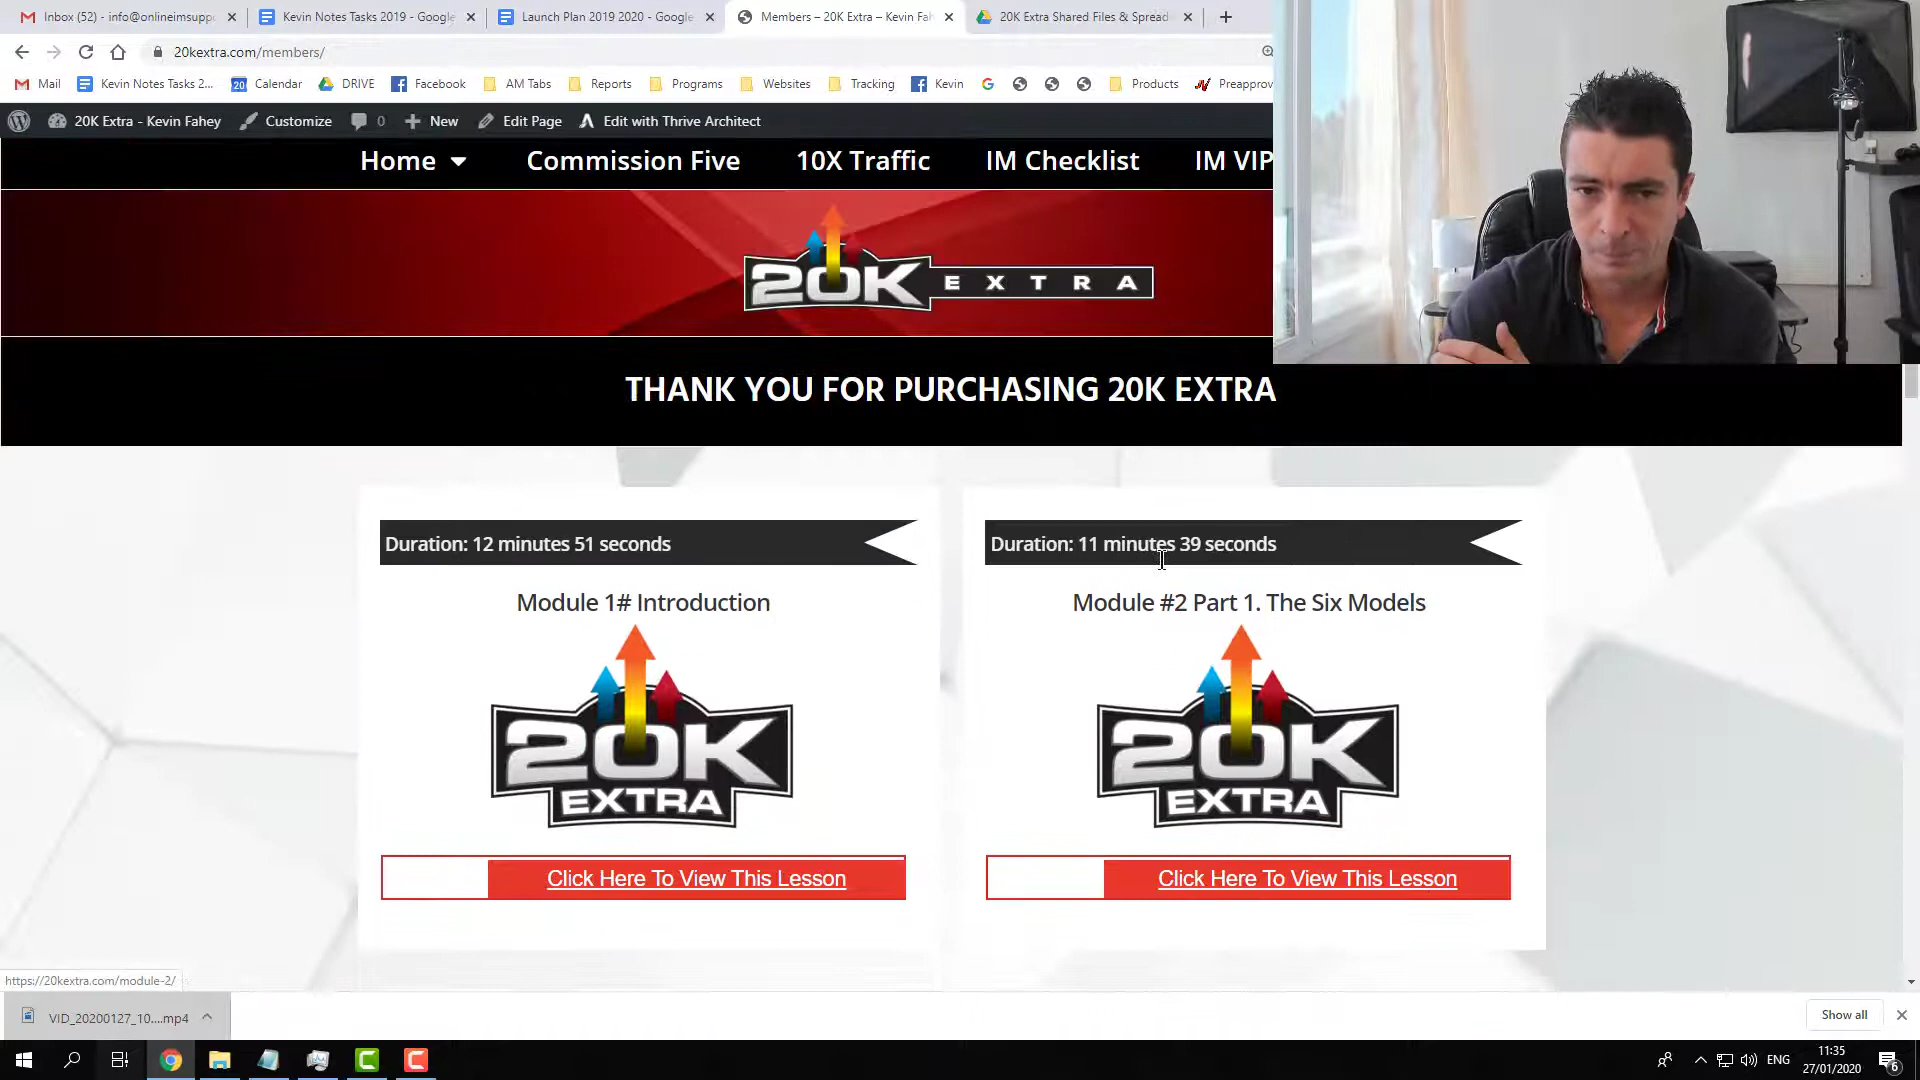 Inbox (52) - info@onlineimsupp
Kevin Notes Tasks 2019 - Google
Launch Plan 2019 2020 - Google
Members – 20K Extra – Kevin Fah
20K Extra Shared Files & Spread
20kextra.com/members/
Mail
Kevin Notes Tasks 2...
Calendar
DRIVE
Facebook
AM Tabs
Reports
Programs
Websites
Tracking
Kevin
Products
Preapprov
20K Extra - Kevin Fahey
Customize
0
New
Edit Page
Edit with Thrive Architect
Home
Commission Five
10X Traffic
IM Checklist
IM VIP
20K EXTRA
THANK YOU FOR PURCHASING 20K EXTRA
Duration: 12 minutes 51 seconds
Duration: 11 minutes 39 seconds
Module 1# Introduction
Module #2 Part 1. The Six Models
20K
EXTRA
20K
EXTRA
Click Here To View This Lesson
Click Here To View This Lesson
https://20kextra.com/module-2/
VID_20200127_10....mp4
Show all
ENG
11:35
27/01/2020
6